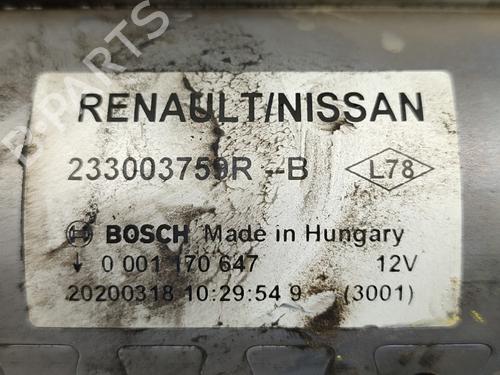 B-PARTS
RENAULT/NISSAN
233003759R--B L78
BOSCH Made in Hungary
0 001 170 647 12V
20200318 10:29:54 9 (3001)